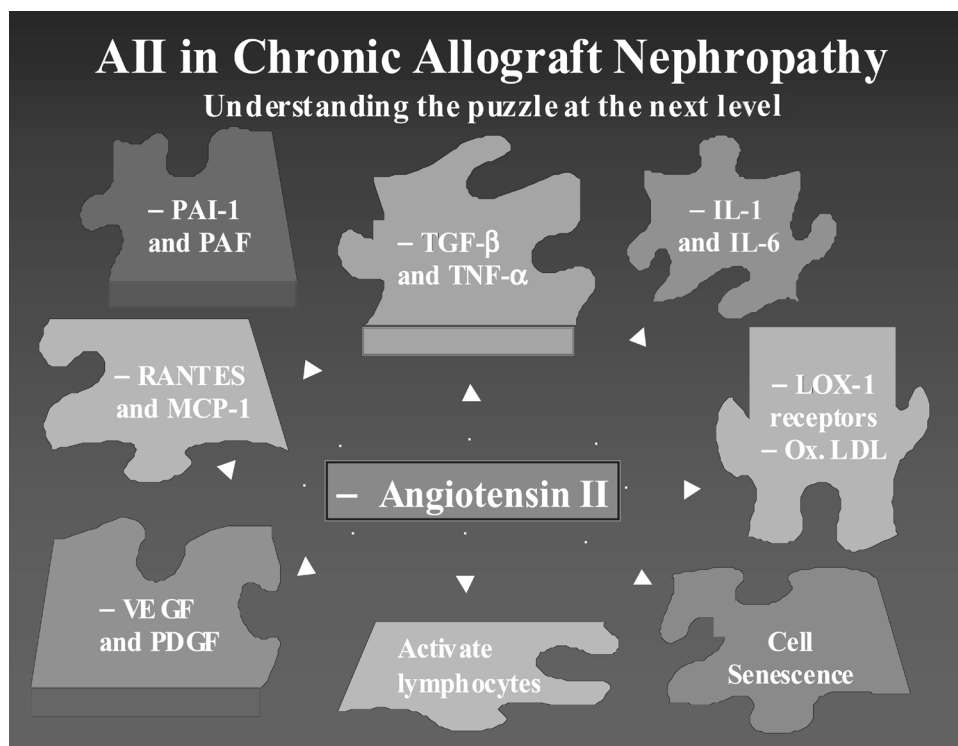 AII in Chronic Allograft Nephropathy
Understanding the puzzle at the next level
– PAI-1
and PAF
– TGF-β
and TNF-α
– IL-1
and IL-6
– RANTES
and MCP-1
– LOX-1
receptors
– Ox. LDL
– Angiotensin II
– VEGF
and PDGF
Activate
lymphocytes
Cell
Senescence